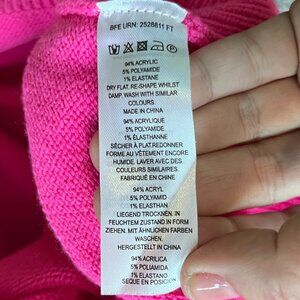 BFE URN: 2528811 FT
94% ACRYLIC
5% POLYAMIDE
1% ELASTANE
DRY FLAT. RE-SHAPE WHILST
DAMP. WASH WITH SIMILAR
COLOURS.
MADE IN CHINA
94% ACRYLIQUE
5% POLYAMIDE
1% ÉLASTHANNE
SÉCHER À PLAT.REDONNER
FORME AU VÊTEMENT ENCORE
HUMIDE. LAVER AVEC DES
COULEURS SIMILAIRES.
FABRIQUÉ EN CHINE
94% ACRYL
5% POLYAMID
1% ELASTHAN
LIEGEND TROCKNEN. IN
FEUCHTEM ZUSTAND IN FORM
ZIEHEN. MIT ÄHNLICHEN FARBEN
WASCHEN.
HERGESTELLT IN CHINA
94% ACRÍLICA
5% POLIAMIDA
1% ELASTANO
SEQUE EN POSICIÓN